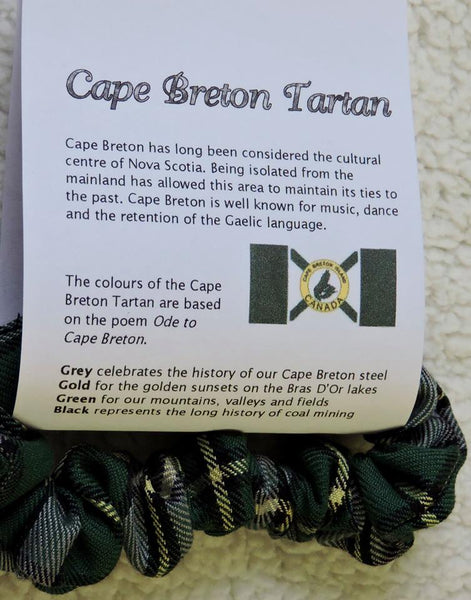 Cape Breton Tartan
Cape Breton has long been considered the cultural
centre of Nova Scotia. Being isolated from the
mainland has allowed this area to maintain its ties to
the past. Cape Breton is well known for music, dance
and the retention of the Gaelic language.
CAPE BRETON ISLAND
CANADA
The colours of the Cape
Breton Tartan are based
on the poem Ode to
Cape Breton.
Grey celebrates the history of our Cape Breton steel
Gold for the golden sunsets on the Bras D'Or lakes
Green for our mountains, valleys and fields
Black represents the long history of coal mining